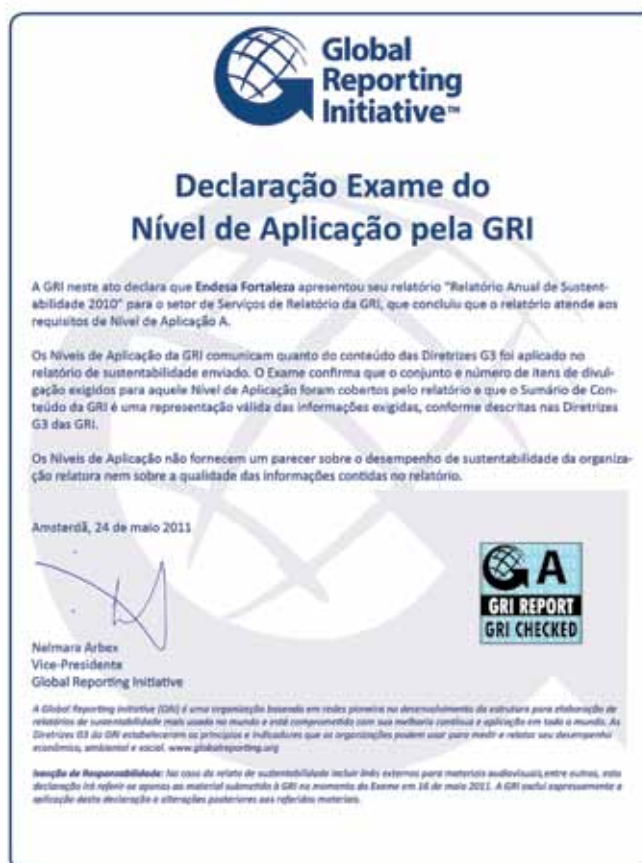 Global
Reporting
Initiative™
Declaração Exame do
Nível de Aplicação pela GRI
A GRI neste ato declara que Endesa Fortaleza apresentou seu relatório "Relatório Anual de Sustent-
abilidade 2010" para o setor de Serviços de Relatório da GRI, que concluiu que o relatório atende aos
requisitos de Nível de Aplicação A.
Os Níveis de Aplicação da GRI comunicam quanto do conteúdo das Diretrizes G3 foi aplicado no
relatório de sustentabilidade enviado. O Exame confirma que o conjunto e número de itens de divul-
gação exigidos para aquele Nível de Aplicação foram cobertos pelo relatório e que o Sumário de Con-
teúdo da GRI é uma representação válida das informações exigidas, conforme descritas nas Diretrizes
G3 das GRI.
Os Níveis de Aplicação não fornecem um parecer sobre o desempenho de sustentabilidade da organiza-
ção relatora nem sobre a qualidade das informações contidas no relatório.
Amsterdã, 24 de maio 2011
A
GRI REPORT
GRI CHECKED
Nelmara Arbex
Vice-Presidente
Global Reporting Initiative
A Global Reporting Initiative (GRI) é uma organização baseada em redes pioneira no desenvolvimento da estrutura para elaboração de
relatórios de sustentabilidade mais usada no mundo e está comprometida com sua melhoria contínua e aplicação em todo o mundo. As
Diretrizes G3 da GRI estabeleceram os princípios e indicadores que as organizações podem usar para medir e relatar seu desempenho
econômico, ambiental e social. www.globalreporting.org
Isenção de Responsabilidade: No caso do relato de sustentabilidade incluir links externos para materiais audiovisuais, entre outros, esta
declaração irá referir-se apenas ao material submetido à GRI no momento do Exame em 16 de maio 2011. A GRI exclui expressamente a
aplicação desta declaração a alterações posteriores aos referidos materiais.